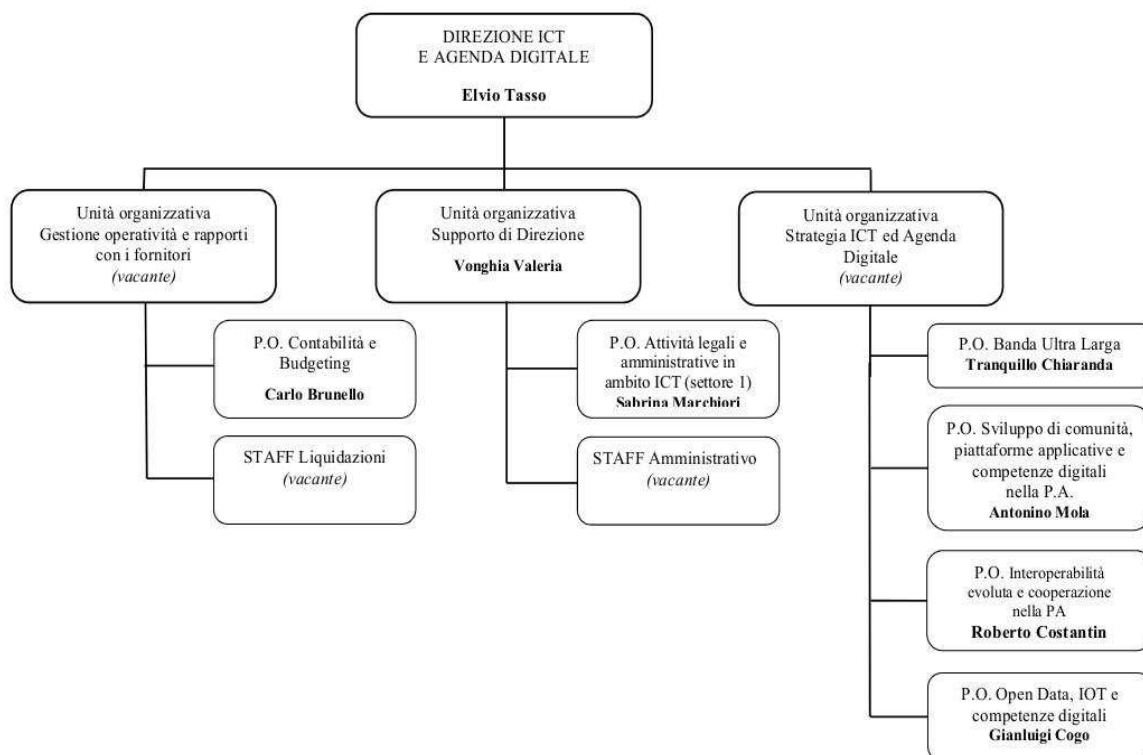 DIREZIONE ICT
E AGENDA DIGITALE
Elvio Tasso
Unità organizzativa
Gestione operatività e rapporti
con i fornitori
(vacante)
Unità organizzativa
Supporto di Direzione
Vonghia Valeria
Unità organizzativa
Strategia ICT ed Agenda
Digitale
(vacante)
P.O. Contabilità e
Budgeting
Carlo Brunello
STAFF Liquidazioni
(vacante)
P.O. Attività legali e
amministrative in
ambito ICT (settore 1)
Sabrina Marchiori
STAFF Amministrativo
(vacante)
P.O. Banda Ultra Larga
Tranquillo Chiaranda
P.O. Sviluppo di comunità,
piattaforme applicative e
competenze digitali
nella P.A.
Antonino Mola
P.O. Interoperabilità
evoluta e cooperazione
nella PA
Roberto Costantin
P.O. Open Data, IOT e
competenze digitali
Gianluigi Cogo